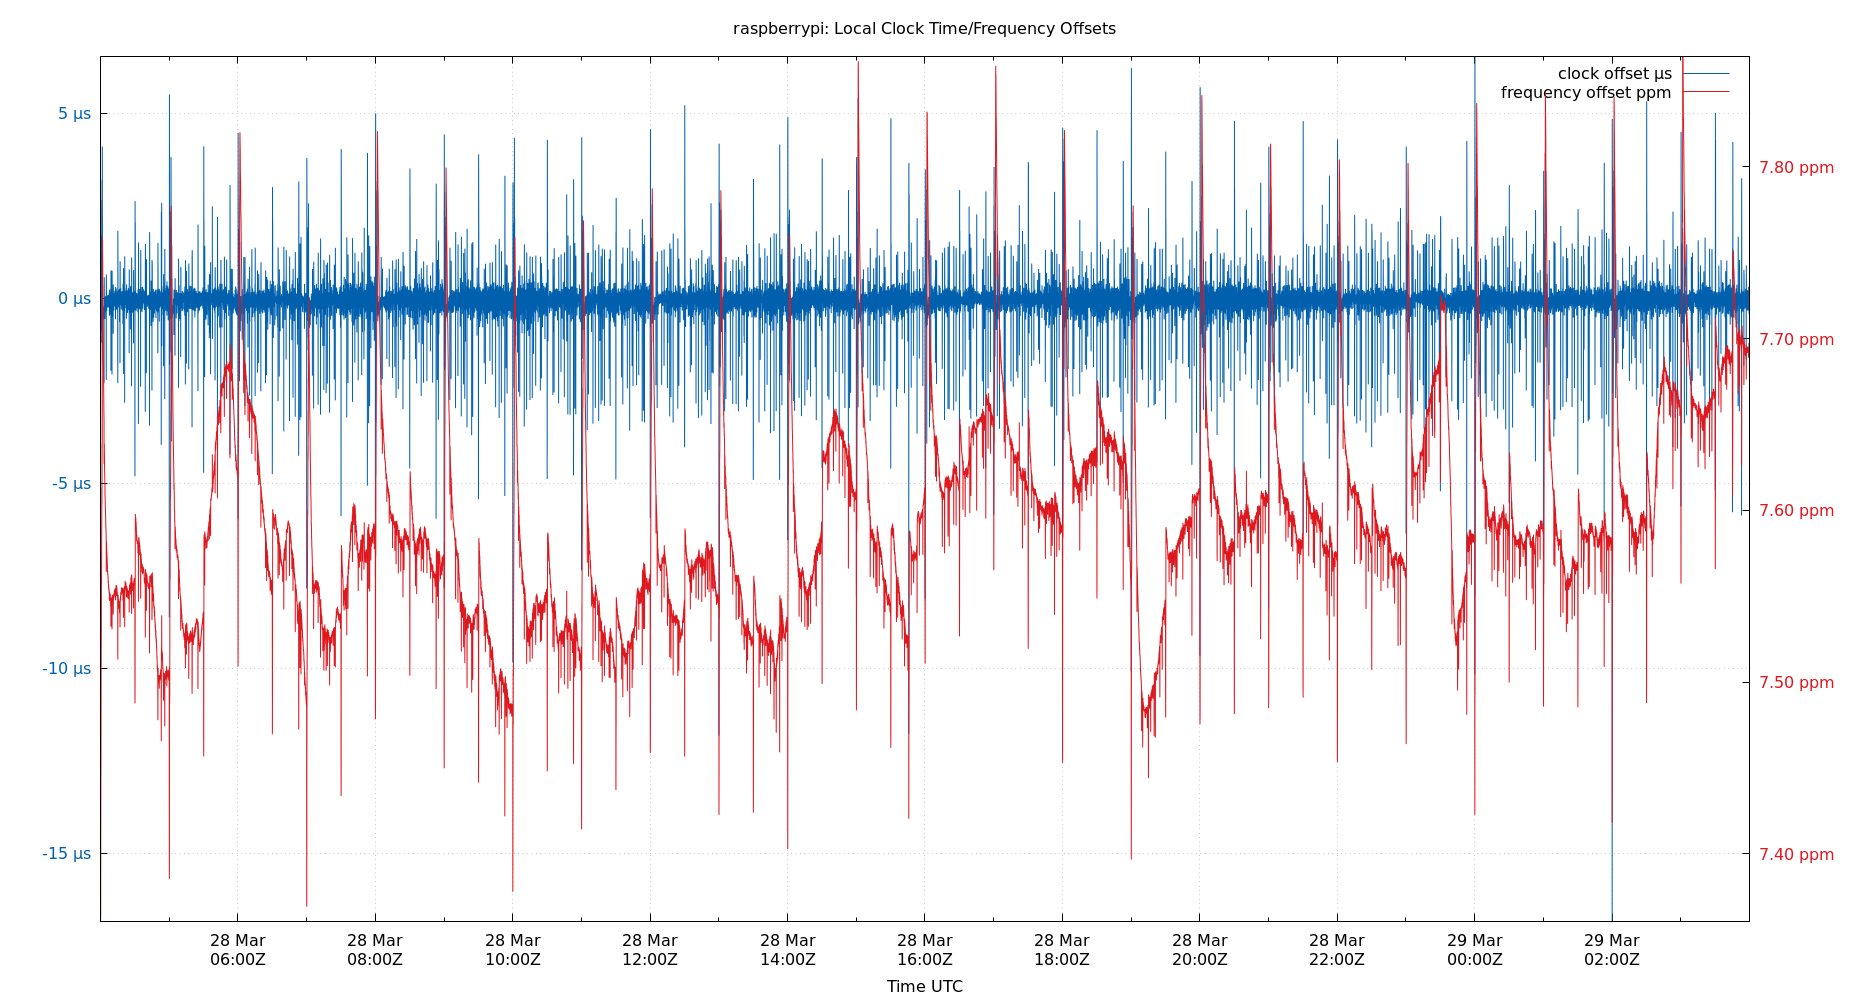 raspberrypi: Local Clock Time/Frequency Offsets
clock offset µs
frequency offset ppm
5 µs
0 µs
-5 µs
-10 µs
-15 µs
7.80 ppm
7.70 ppm
7.60 ppm
7.50 ppm
7.40 ppm
28 Mar 28 Mar 28 Mar 28 Mar 28 Mar 28 Mar 28 Mar 28 Mar 28 Mar 29 Mar 29 Mar
06:00Z 08:00Z 10:00Z 12:00Z 14:00Z 16:00Z 18:00Z 20:00Z 22:00Z 00:00Z 02:00Z
Time UTC